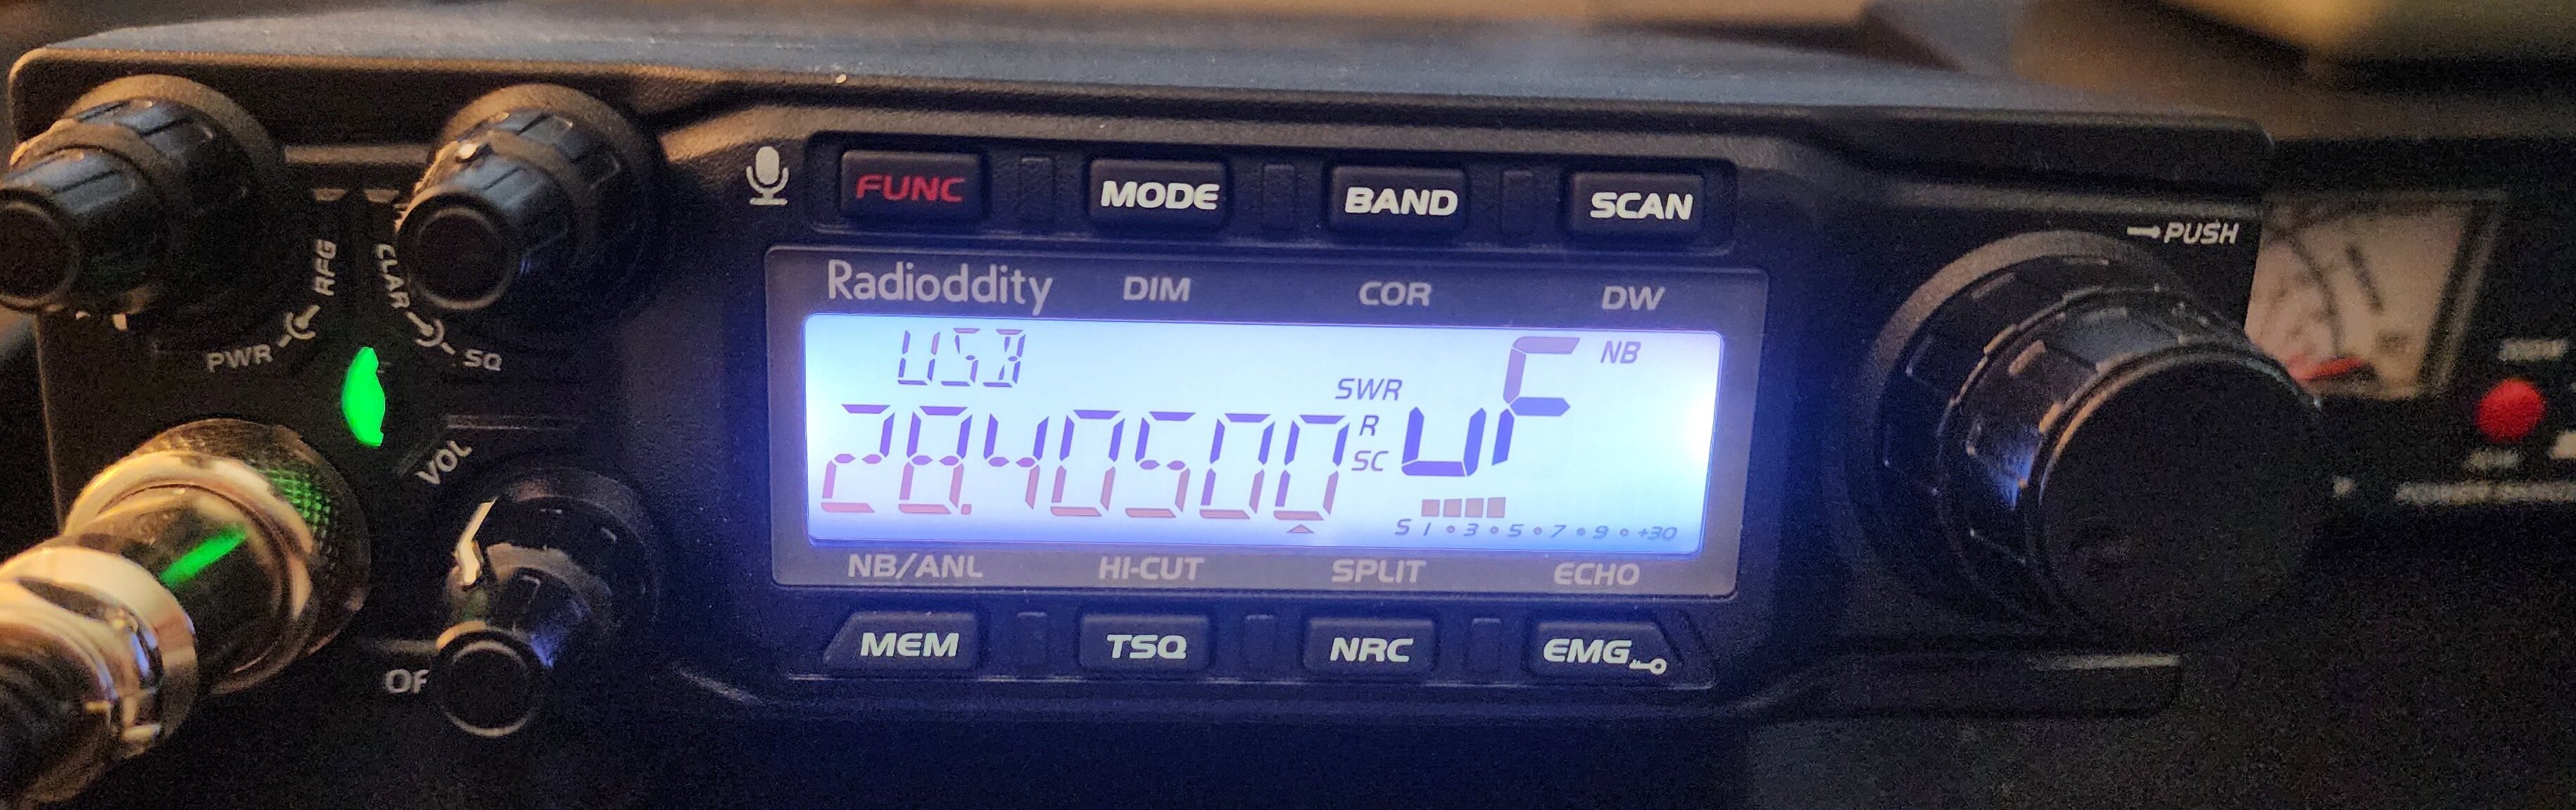 FUNC MODE BAND SCAN
PUSH
Radioddity DIM COR DW
RFG CLAR
PWR SQ
USB NB
SWR
28.40500 R
SC
VOL
S 1 3 5 7 9 +30
NB/ANL HI-CUT SPLIT ECHO
MEM TSQ NRC EMG
OF